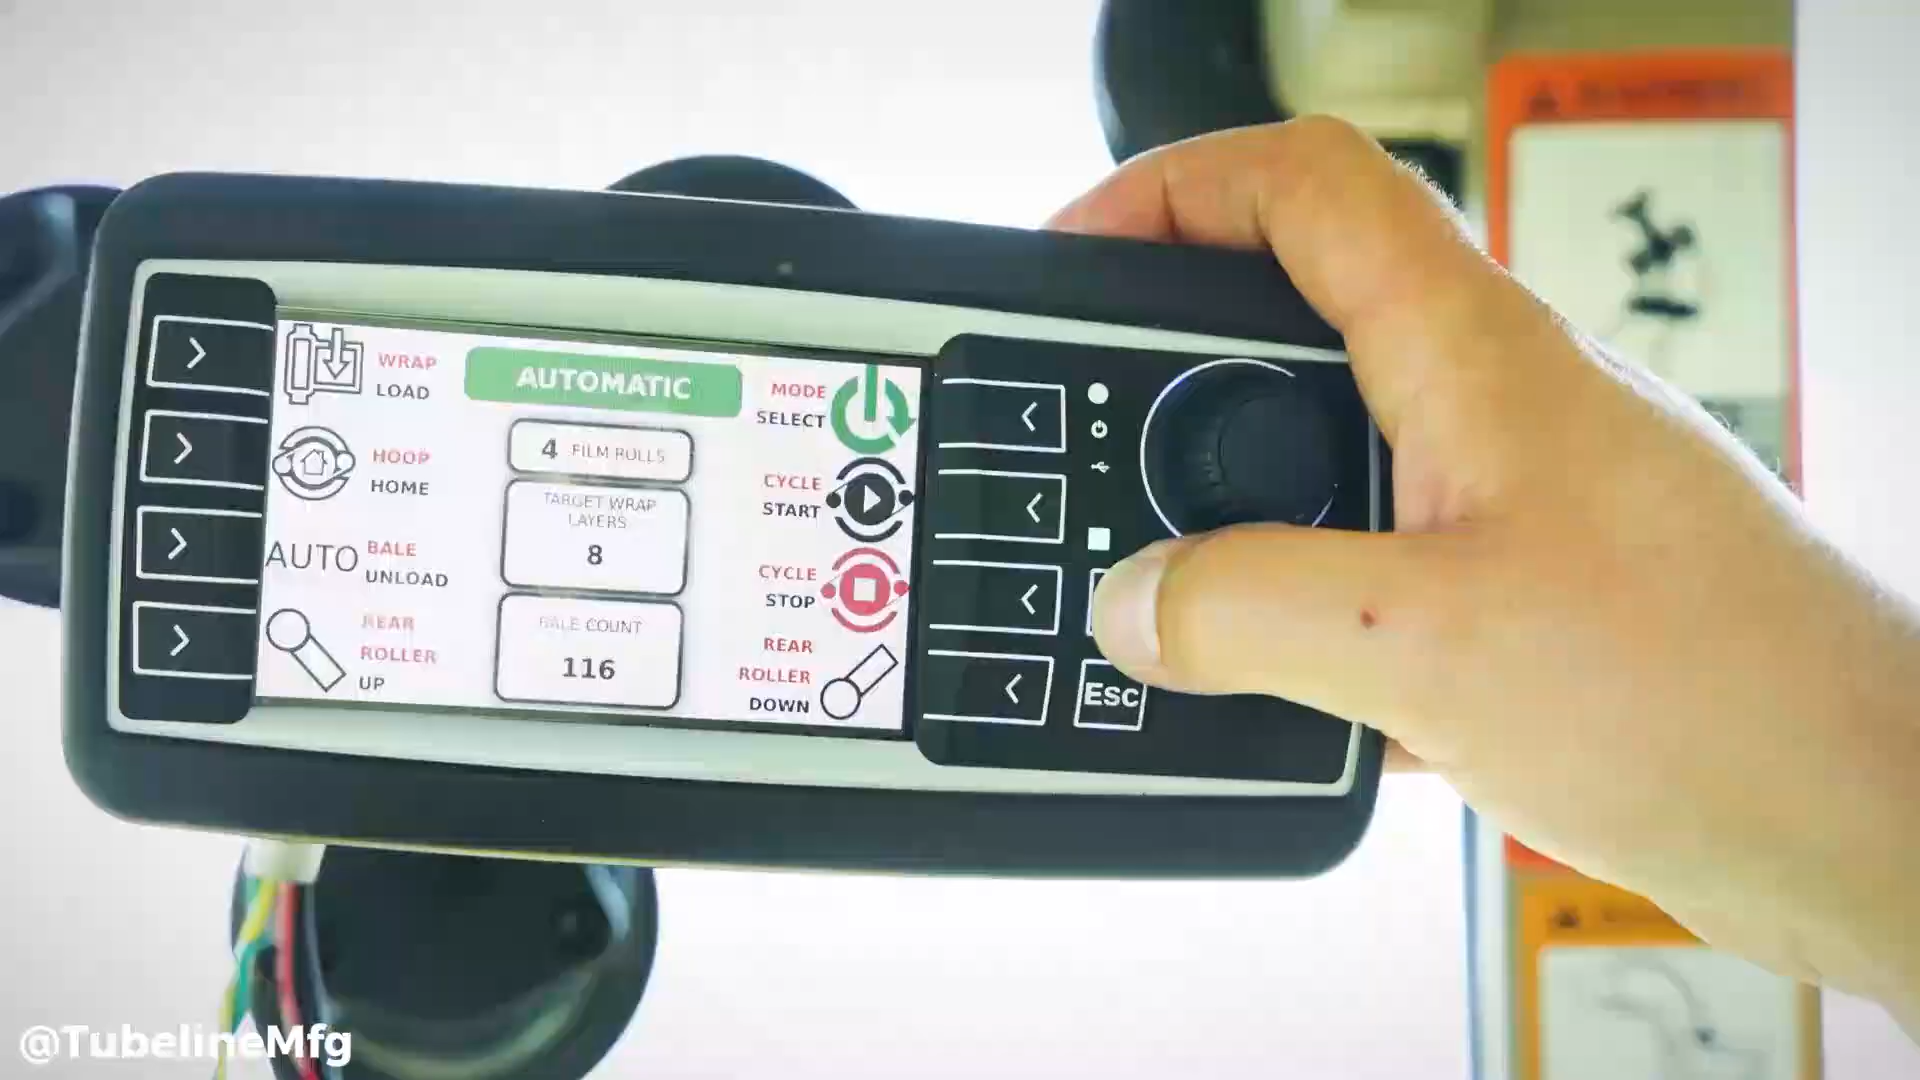 WRAP
LOAD
HOOP
HOME
AUTO
BALE
UNLOAD
REAR
ROLLER
UP
AUTOMATIC
4 FILM ROLLS
TARGET WRAP
LAYERS
8
BALE COUNT
116
MODE
SELECT
CYCLE
START
CYCLE
STOP
REAR
ROLLER
DOWN
ESC
@TubelineMfg